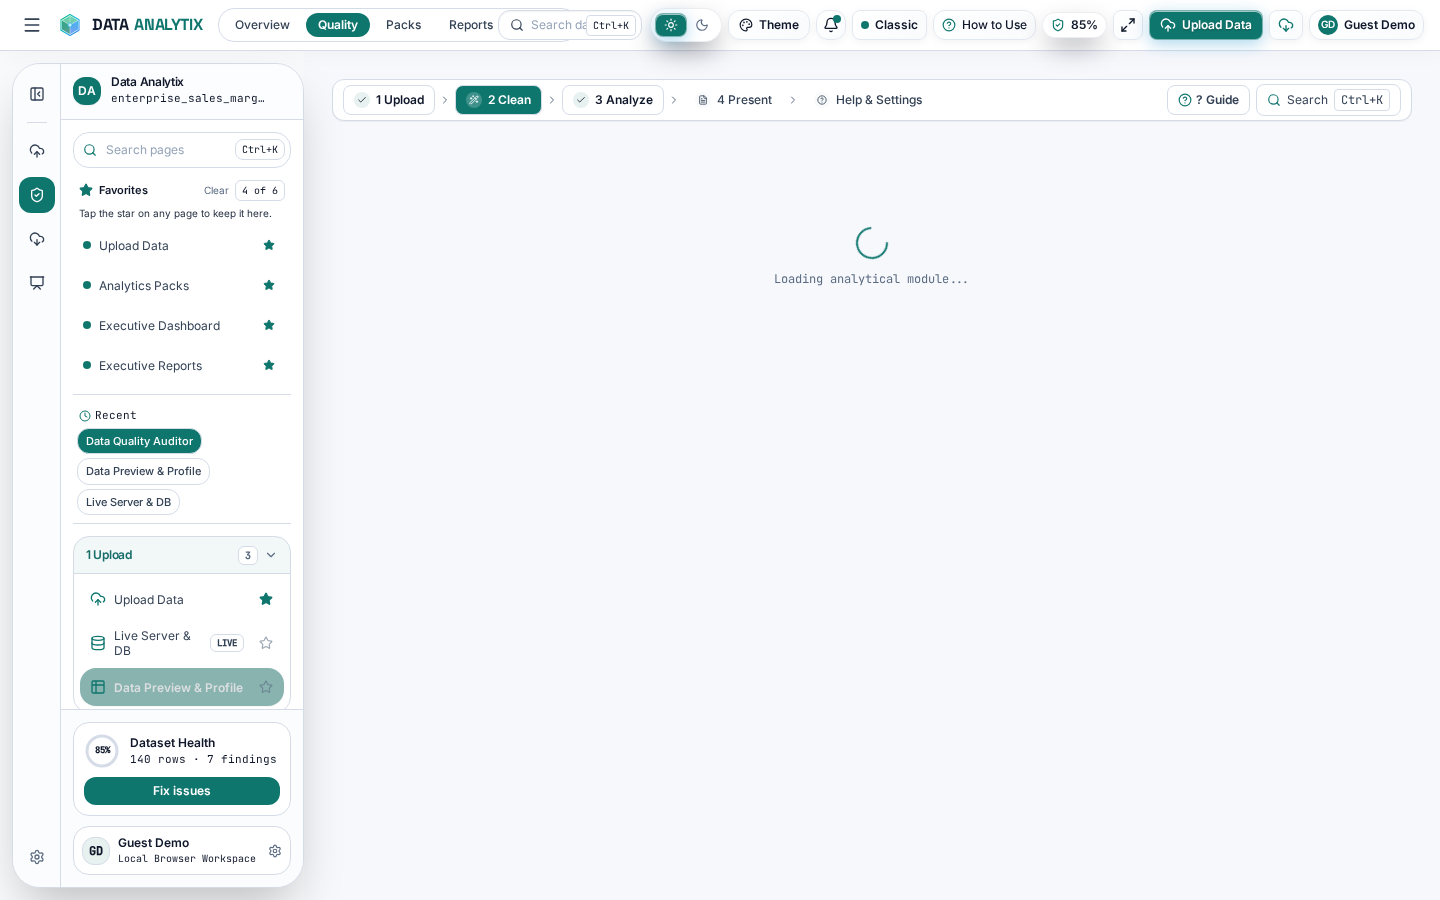 DATA ANALYTIX
Overview
Quality
Packs
Reports
Search da
Ctrl+K
Theme
Classic
How to Use
85%
Upload Data
GD
Guest Demo
DA
Data Analytix
enterprise_sales_marg…
Search pages
Ctrl+K
Favorites
Clear
4 of 6
Tap the star on any page to keep it here.
Upload Data
Analytics Packs
Executive Dashboard
Executive Reports
Recent
Data Quality Auditor
Data Preview & Profile
Live Server & DB
1 Upload
3
Upload Data
Live Server &
DB
LIVE
Data Preview & Profile
85%
Dataset Health
140 rows · 7 findings
Fix issues
GD
Guest Demo
Local Browser Workspace
1 Upload
2 Clean
3 Analyze
4 Present
Help & Settings
? Guide
Search
Ctrl+K
Loading analytical module...